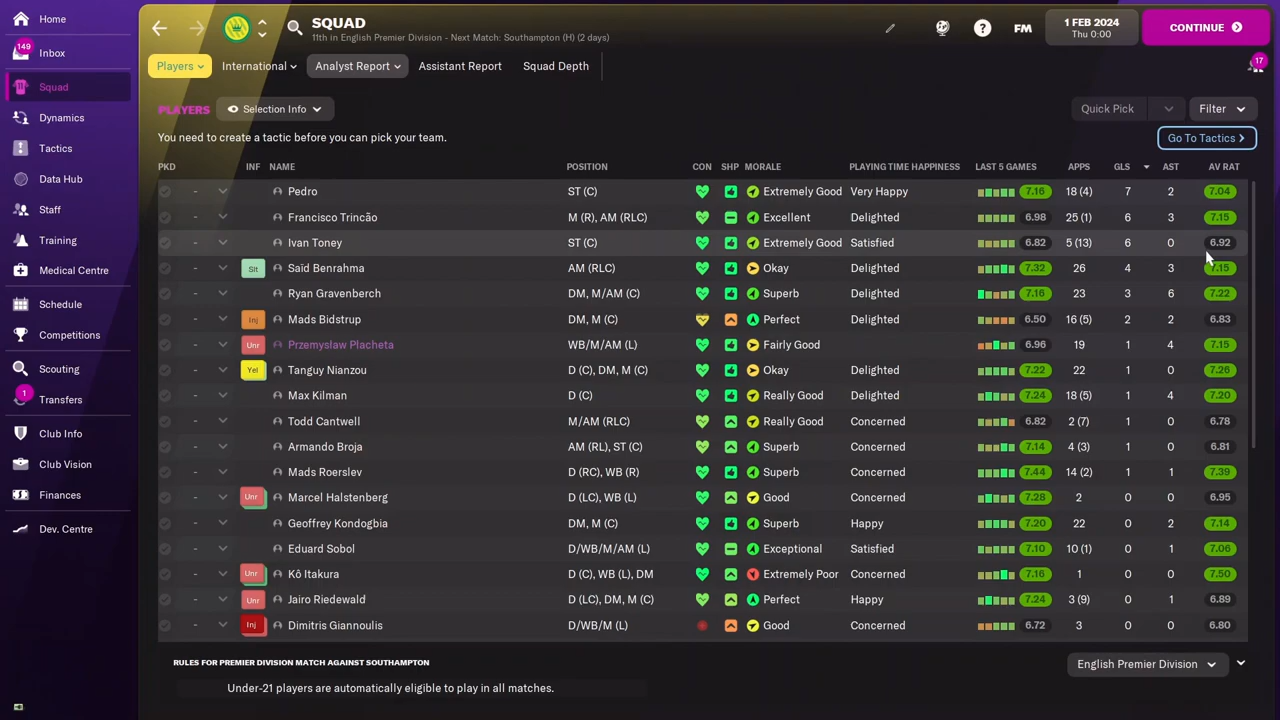 Home
149
Inbox
Squad
Dynamics
Tactics
Data Hub
Staff
Training
Medical Centre
Schedule
Competitions
Scouting
1
Transfers
Club Info
Club Vision
Finances
Dev. Centre
SQUAD
11th in English Premier Division - Next Match: Southampton (H) (2 days)
FM
1 FEB 2024
Thu 0:00
CONTINUE
Players International Analyst Report Assistant Report Squad Depth
17
PLAYERS Selection Info Quick Pick Filter
You need to create a tactic before you can pick your team. Go To Tactics
PKD INF NAME POSITION CON SHP MORALE PLAYING TIME HAPPINESS LAST 5 GAMES APPS GLS AST AV RAT
- Pedro ST (C) Extremely Good Very Happy 7.16 18 (4) 7 2 7.04
- Francisco Trincão M (R), AM (RLC) Excellent Delighted 6.98 25 (1) 6 3 7.15
- Ivan Toney ST (C) Extremely Good Satisfied 6.82 5 (13) 6 0 6.92
- Slt Saïd Benrahma AM (RLC) Okay Delighted 7.32 26 4 3 7.15
- Ryan Gravenberch DM, M/AM (C) Superb Delighted 7.16 23 3 6 7.22
- Inj Mads Bidstrup DM, M (C) Perfect Delighted 6.50 16 (5) 2 2 6.83
- Unr Przemysław Płacheta WB/M/AM (L) Fairly Good 6.96 19 1 4 7.15
- Yel Tanguy Nianzou D (C), DM, M (C) Okay Delighted 7.22 22 1 0 7.26
- Max Kilman D (C) Really Good Delighted 7.24 18 (5) 1 4 7.20
- Todd Cantwell M/AM (RLC) Really Good Concerned 6.82 2 (7) 1 0 6.78
- Armando Broja AM (RL), ST (C) Superb Concerned 7.14 4 (3) 1 0 6.81
- Mads Roerslev D (RC), WB (R) Superb Concerned 7.44 14 (2) 1 1 7.39
- Unr Marcel Halstenberg D (LC), WB (L) Good Concerned 7.28 2 0 0 6.95
- Geoffrey Kondogbia DM, M (C) Superb Happy 7.20 22 0 2 7.14
- Eduard Sobol D/WB/M/AM (L) Exceptional Satisfied 7.10 10 (1) 0 1 7.06
- Unr Kô Itakura D (C), WB (L), DM Extremely Poor Concerned 7.16 1 0 0 7.50
- Unr Jairo Riedewald D (LC), DM, M (C) Perfect Happy 7.24 3 (9) 0 1 6.89
- Inj Dimitris Giannoulis D/WB/M (L) Good Concerned 6.72 3 0 0 6.80
RULES FOR PREMIER DIVISION MATCH AGAINST SOUTHAMPTON English Premier Division
Under-21 players are automatically eligible to play in all matches.